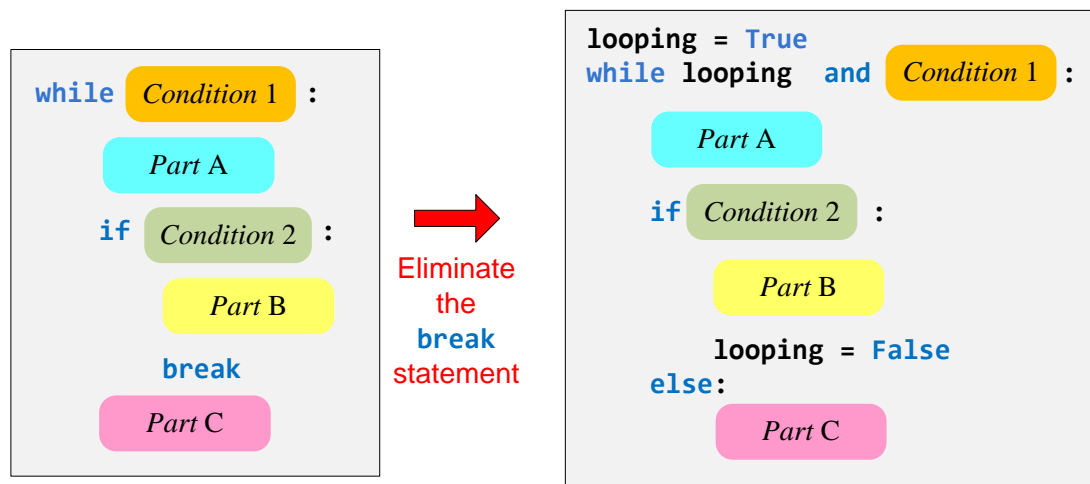 while Condition 1 :
Part A
if Condition 2 :
Part B
break
Part C
Eliminate
the
break
statement
looping = True
while looping and Condition 1 :
Part A
if Condition 2 :
Part B
looping = False
else:
Part C